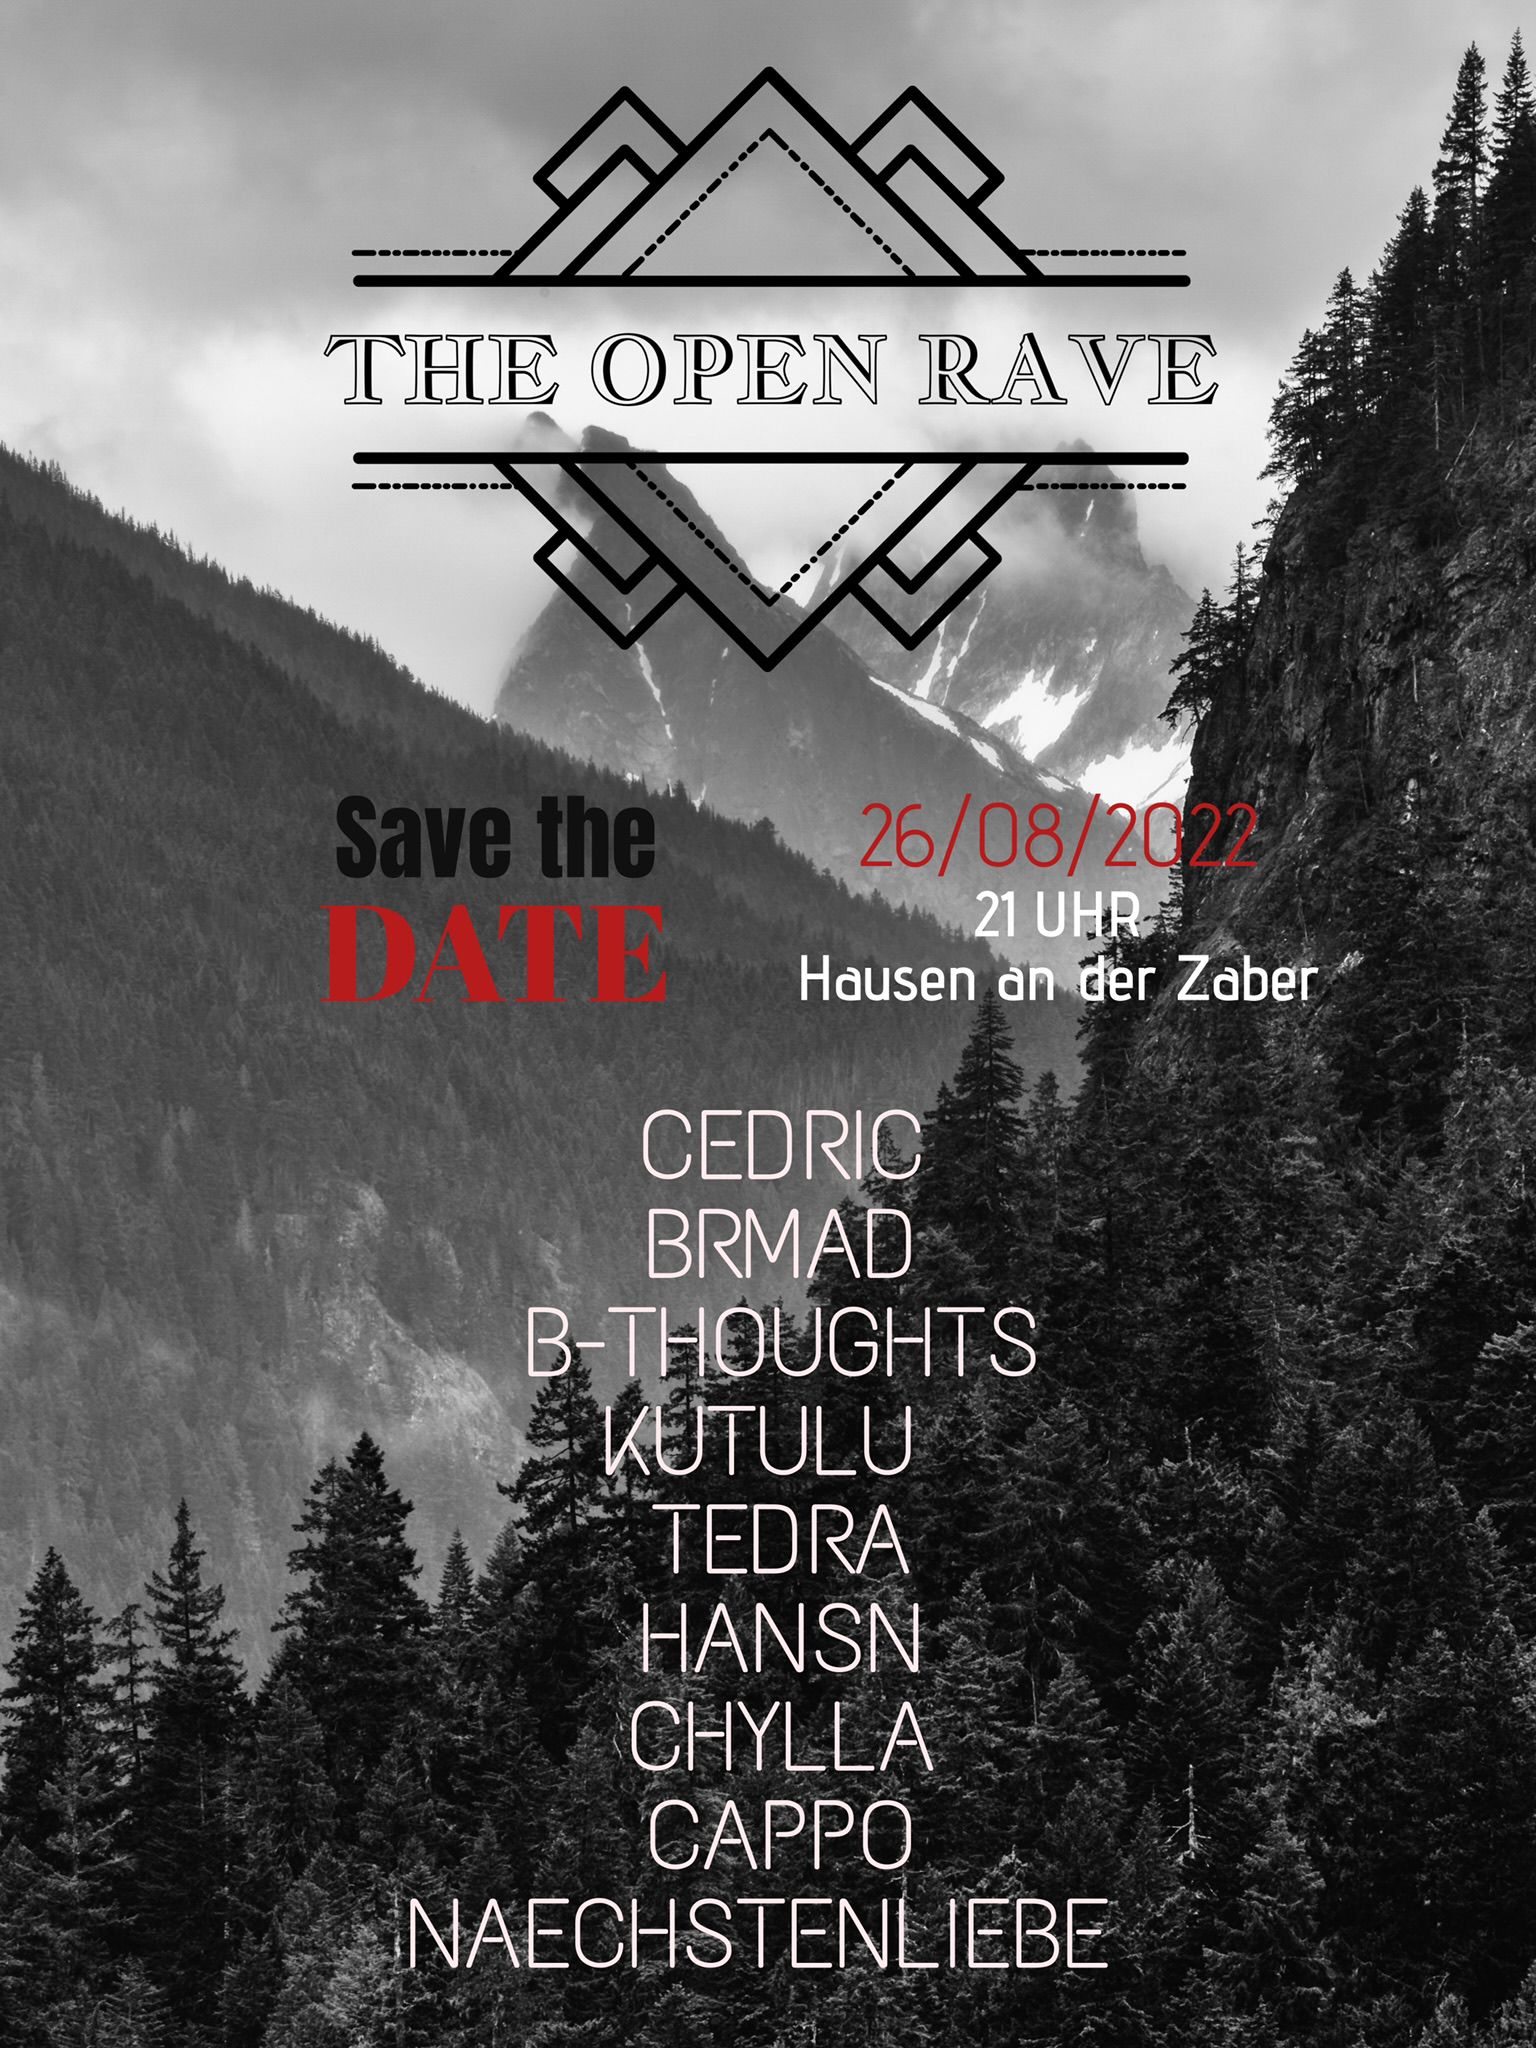 THE OPEN RAVE
Save the
DATE
26/08/2022
21 UHR
Hausen an der Zaber
CEDRIC
BRMAD
B-THOUGHTS
KUTULU
TEDRA
HANSN
CHYLLA
CAPPO
NAECHSTENLIEBE